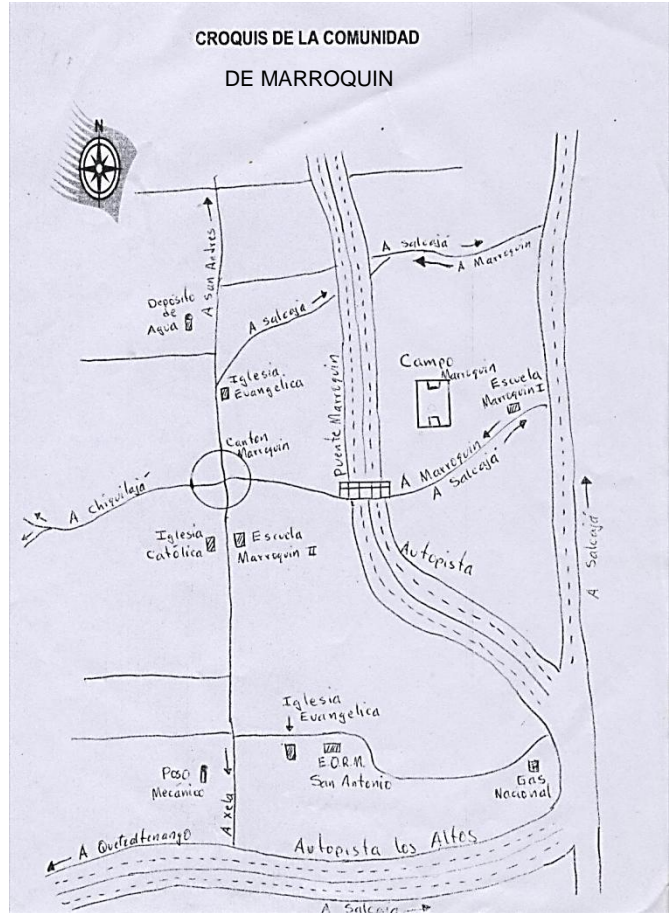 CROQUIS DE LA COMUNIDAD
DE MARROQUIN
N
A San Andres
A Salcajá
A Marroquin
Deposito
de
Agua
A Salcajá
Iglesia
Evangélica
Puente Marroquin
Campo
Marroquin
Escuela
Marroquin I
Canton
Marroquin
A Marroquin
A Salcajá
A Chiquilajá
Iglesia
Católica
Escuela
Marroquin II
Autopista
A Salcajá
Iglesia
Evangelica
Poso
Mecánico
A Xela
E.O.R.M.
San Antonio
Gas
Nacional
A Quetzaltenango
Autopista los Altos
A Salcaja